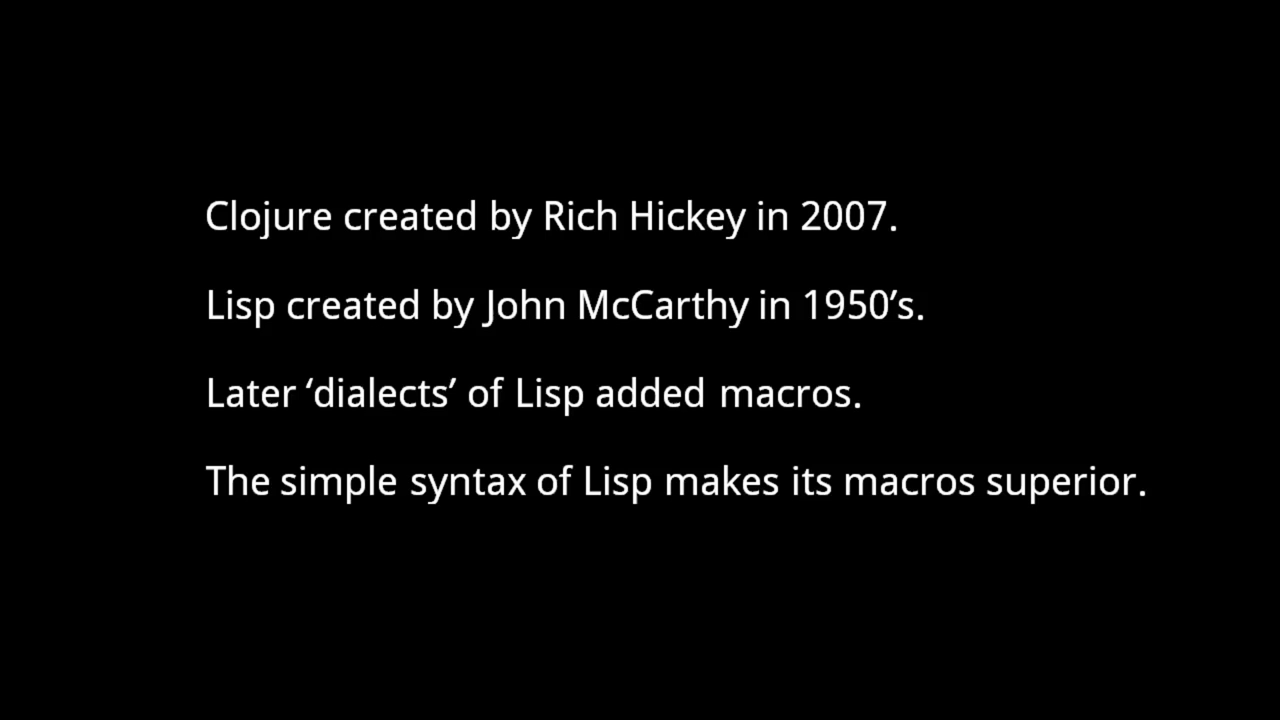 Clojure created by Rich Hickey in 2007.
Lisp created by John McCarthy in 1950’s.
Later ‘dialects’ of Lisp added macros.
The simple syntax of Lisp makes its macros superior.